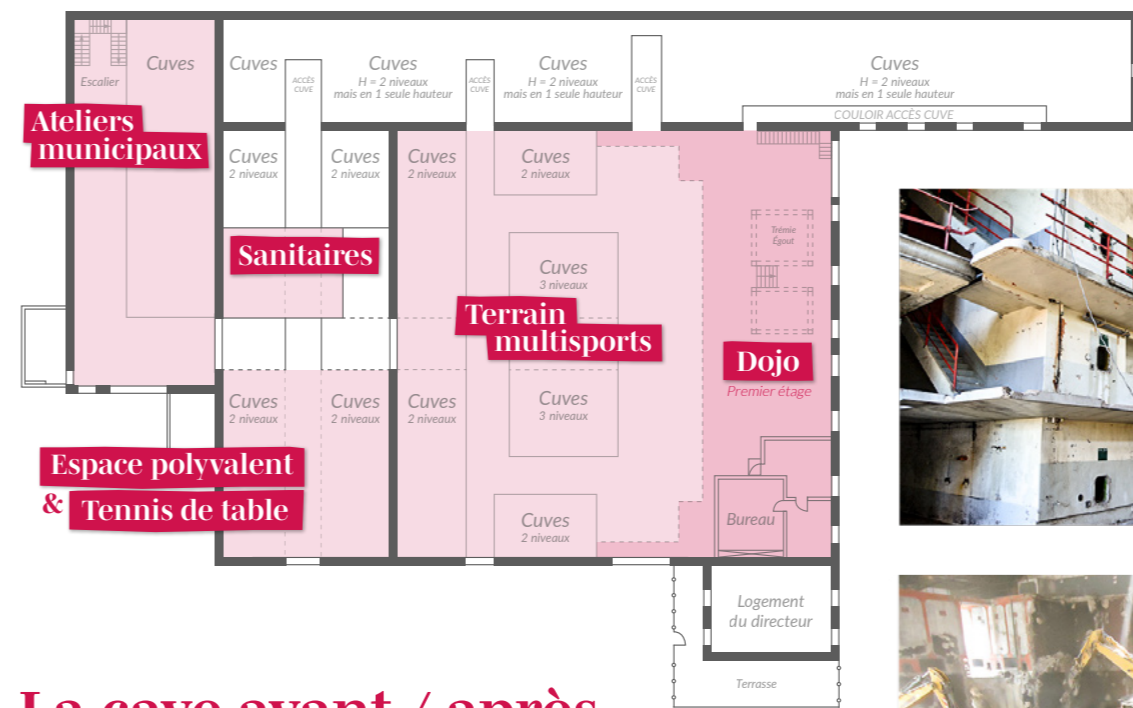 Cuves
Escalier
Cuves
ACCÈS
CUVE
Cuves
H = 2 niveaux
mais en 1 seule hauteur
ACCÈS
CUVE
Cuves
H = 2 niveaux
mais en 1 seule hauteur
ACCÈS
CUVE
Cuves
H = 2 niveaux
mais en 1 seule hauteur
COULOIR ACCÈS CUVE
Ateliers
municipaux
Cuves
2 niveaux
Cuves
2 niveaux
Cuves
2 niveaux
Cuves
2 niveaux
Sanitaires
Trémie
Égout
Cuves
3 niveaux
Terrain
multisports
Dojo
Premier étage
Cuves
2 niveaux
Cuves
2 niveaux
Cuves
2 niveaux
Cuves
3 niveaux
Espace polyvalent
& Tennis de table
Cuves
2 niveaux
Bureau
Logement
du directeur
Terrasse
La cave avant / après